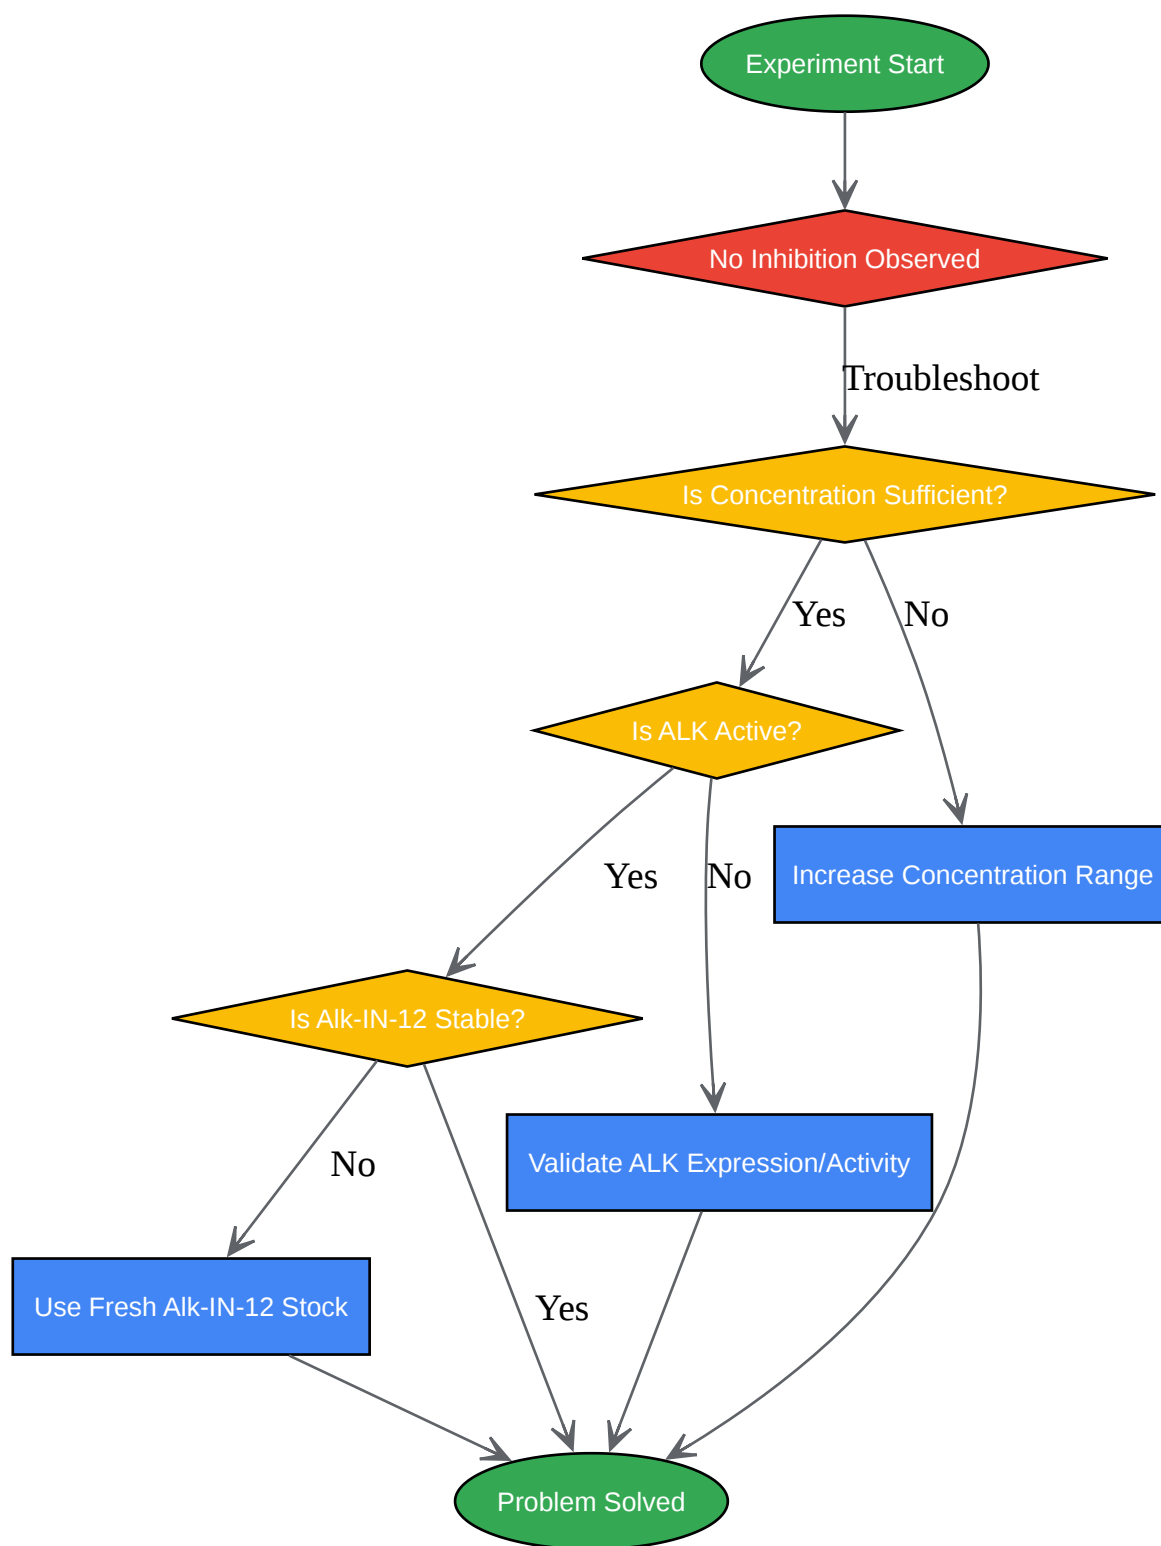 Experiment Start
No Inhibition Observed
Troubleshoot
Is Concentration Sufficient?
Yes
No
Is ALK Active?
Yes
No
Increase Concentration Range
Is Alk-IN-12 Stable?
No
Validate ALK Expression/Activity
Use Fresh Alk-IN-12 Stock
Yes
Problem Solved